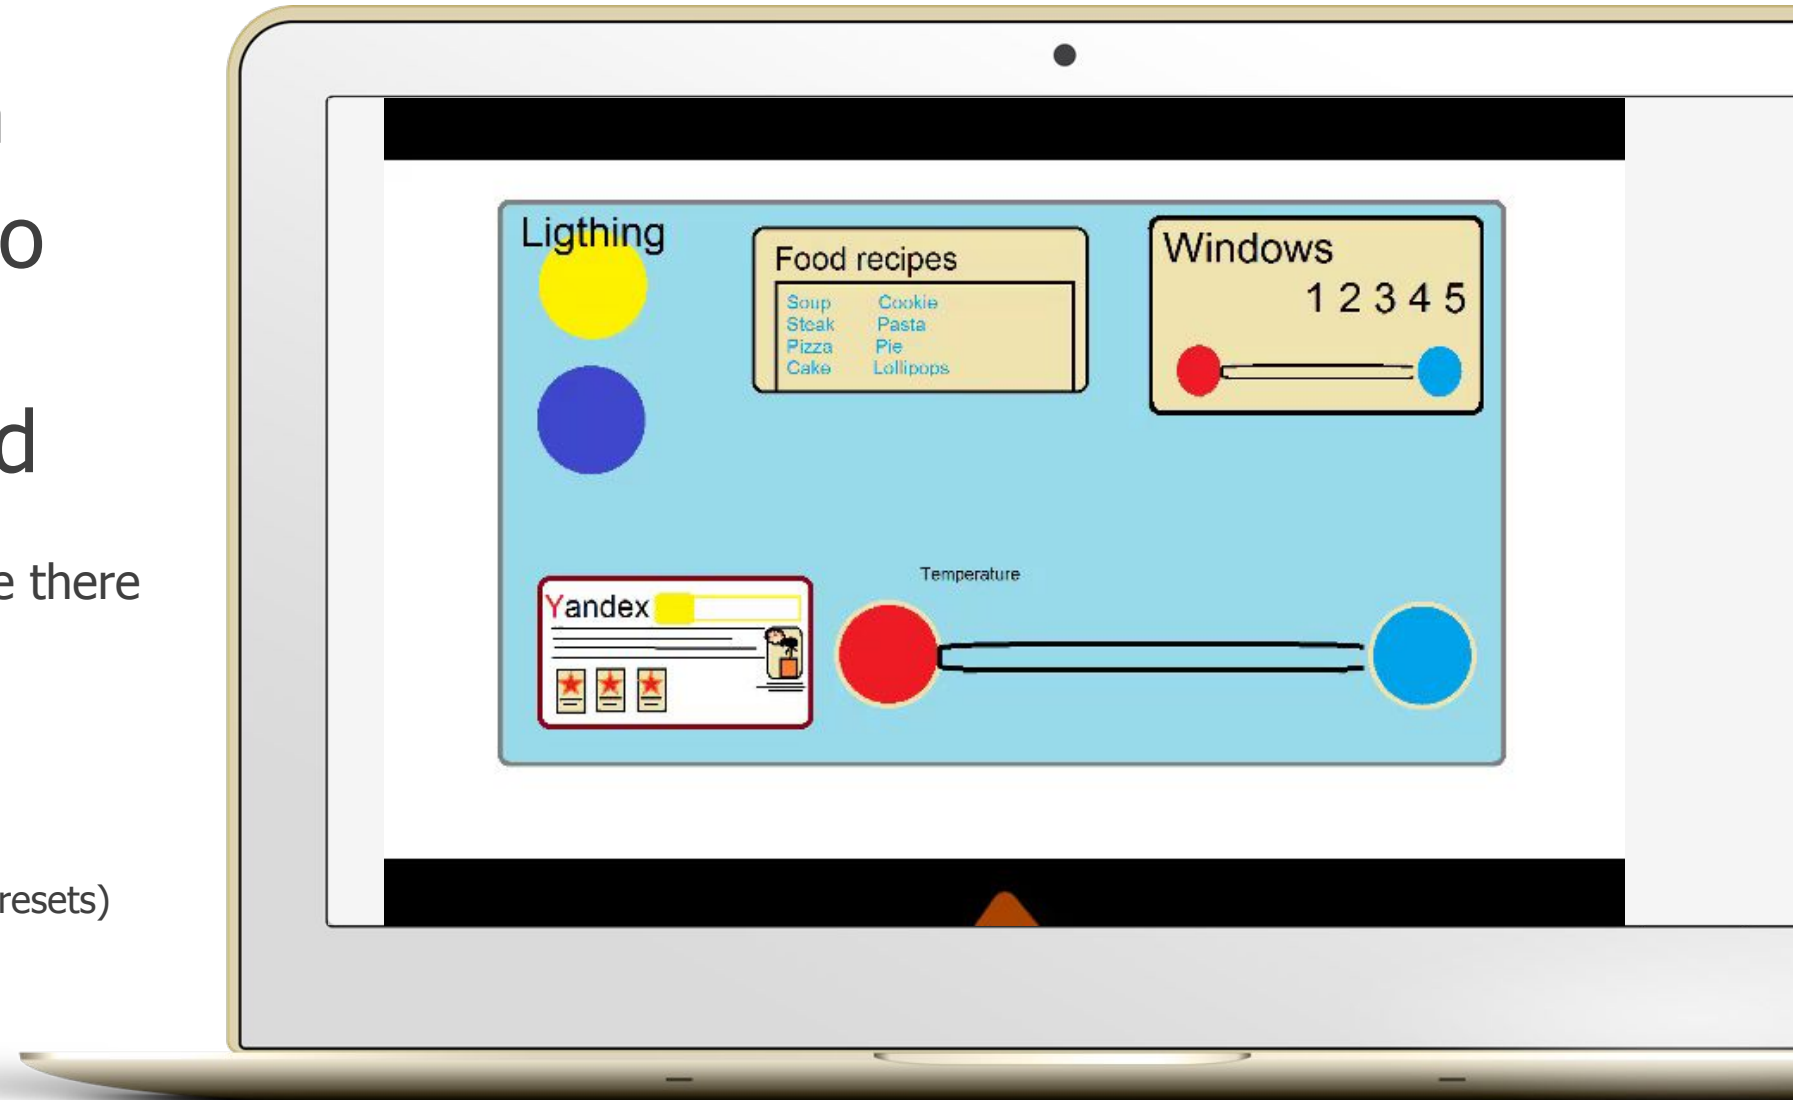 o
d
e there
resets)
Ligthing
Food recipes
Soup Cookie
Steak Pasta
Pizza Pie
Cake Lollipops
Windows
1 2 3 4 5
Temperature
Yandex